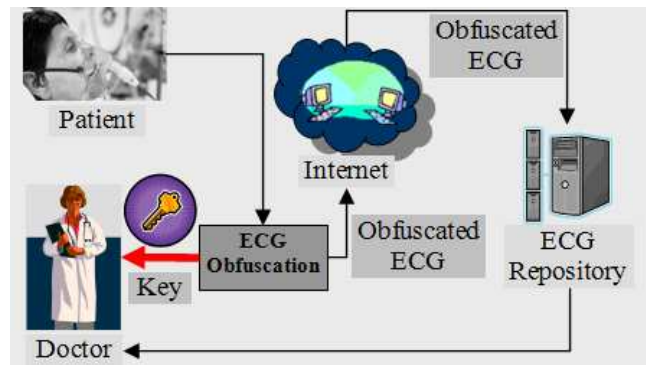 Patient
Obfuscated
ECG
Internet
ECG
Obfuscation
Key
Obfuscated
ECG
ECG
Repository
Doctor